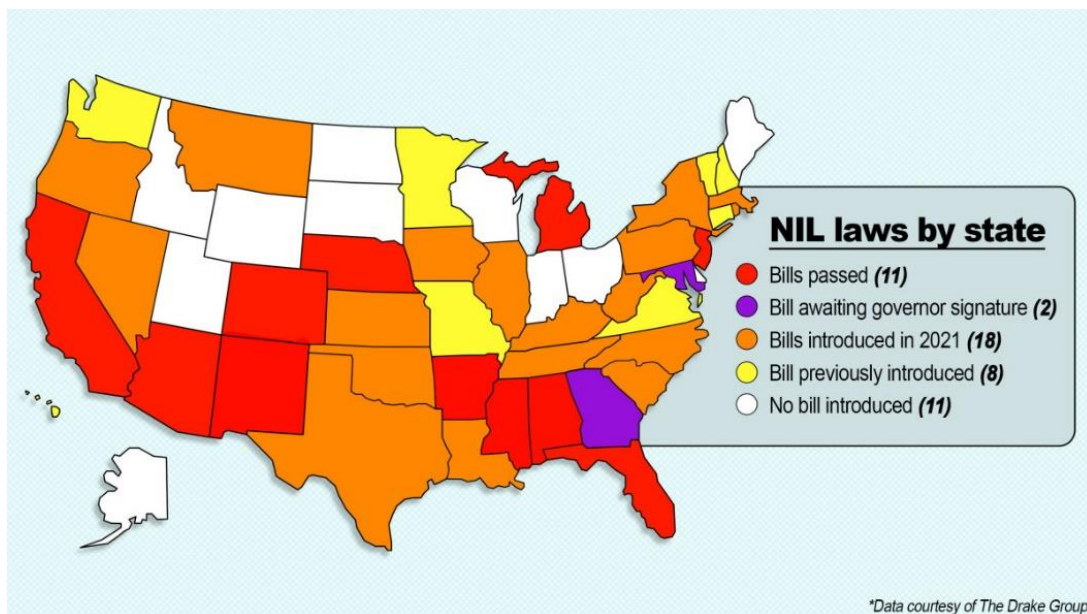 NIL laws by state
Bills passed (11)
Bill awaiting governor signature (2)
Bills introduced in 2021 (18)
Bill previously introduced (8)
No bill introduced (11)
*Data courtesy of The Drake Group